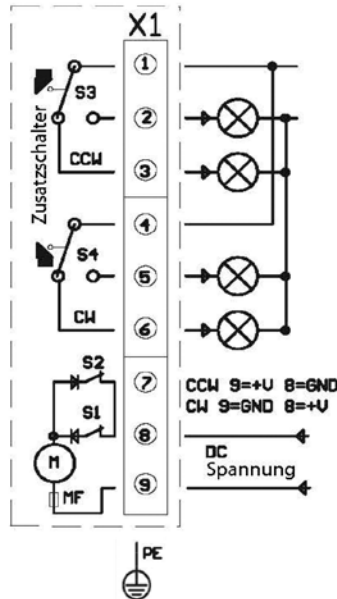 X1
1
S3
2
CCW
3
Zusatzschalter
4
S4
5
CW
6
S2
7
CCW 9=+V 8=GND
CW 9=GND 8=+V
S1
8
DC
Spannung
M
9
MF
PE